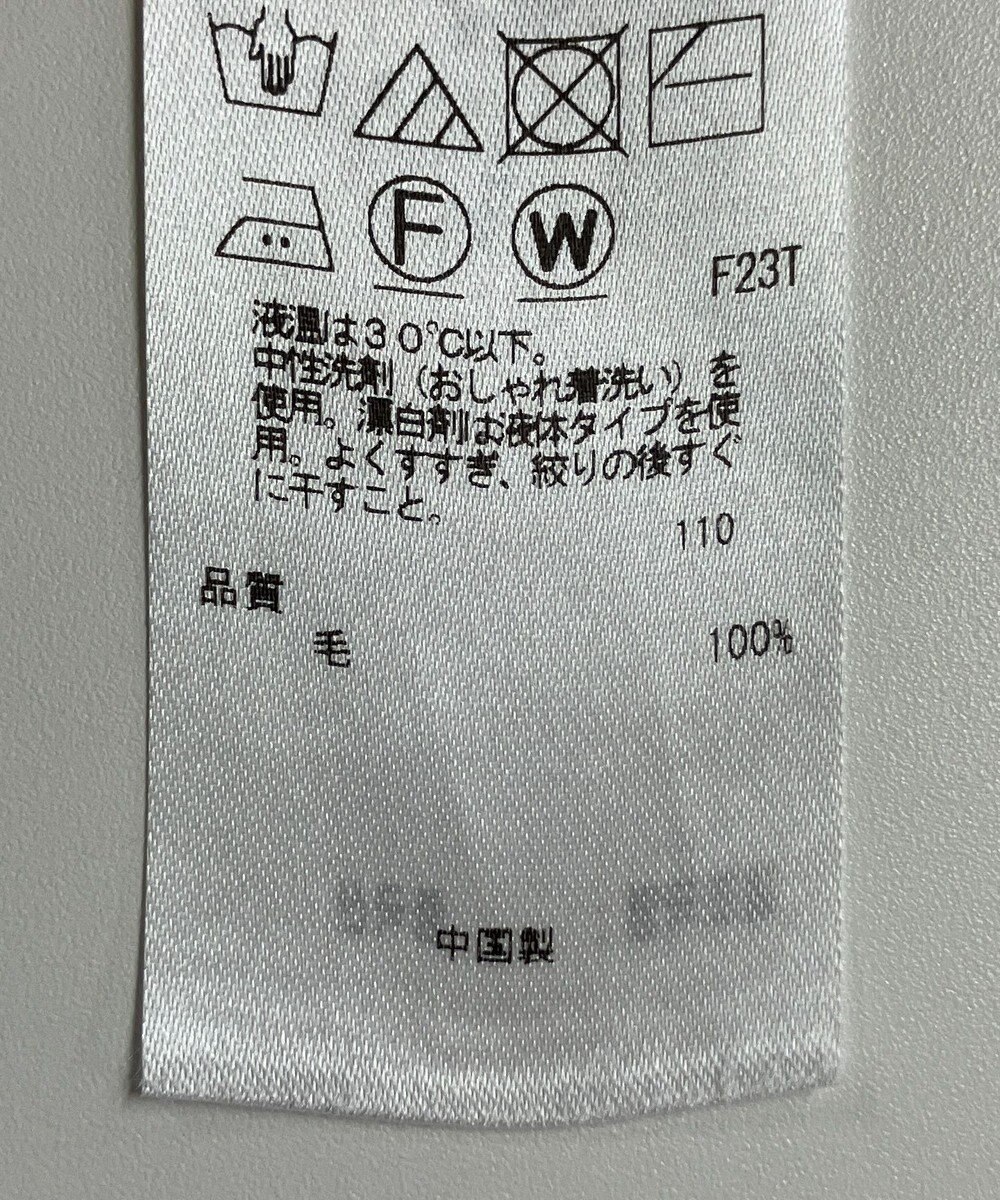 F
W
F23T
液温は30℃以下。
中性洗剤（おしゃれ着洗い）を
使用。漂白剤お液体タイプを使
用。よくすすぎ、絞りの後すぐ
に干すこと。
110
品質
毛 100%
中国製